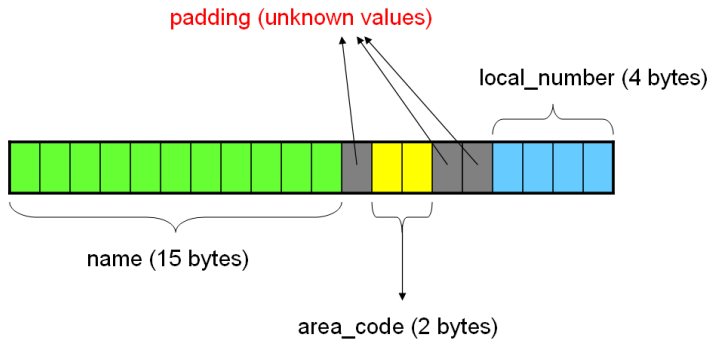 padding (unknown values)
local_number (4 bytes)
name (15 bytes)
area_code (2 bytes)